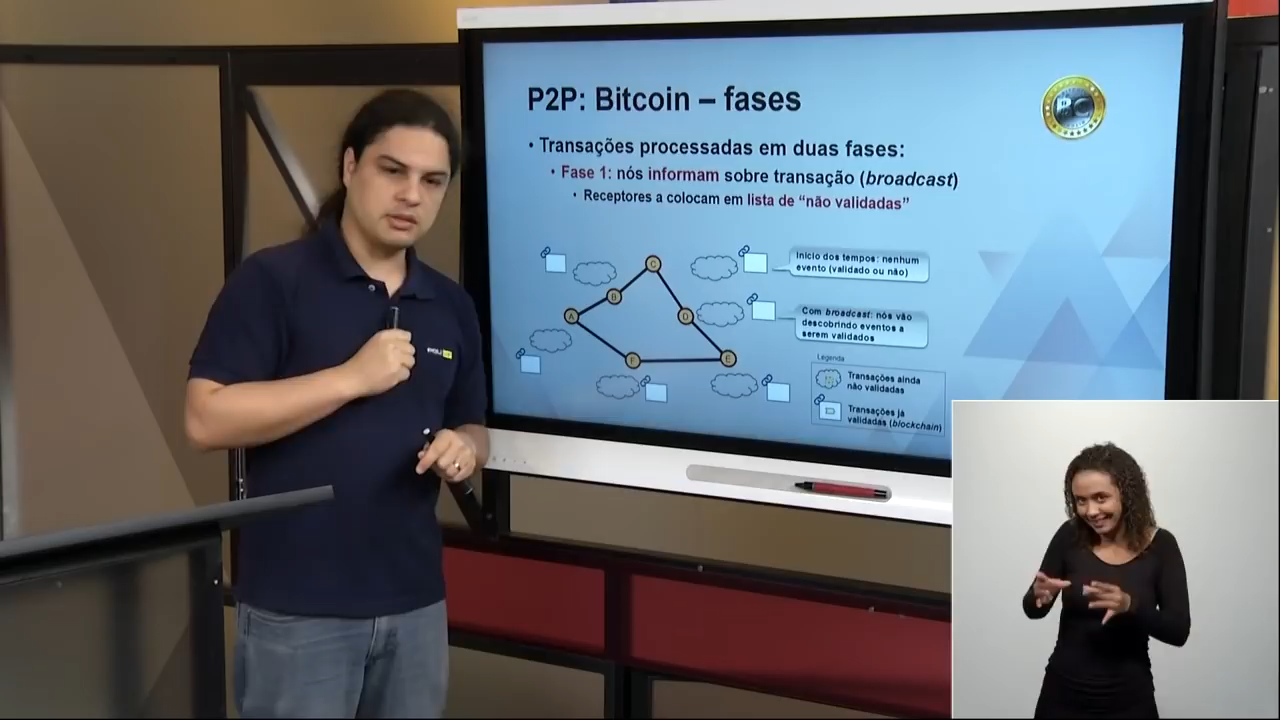 P2P: Bitcoin – fases
BC
• Transações processadas em duas fases:
• Fase 1: nós informam sobre transação (broadcast)
• Receptores a colocam em lista de “não validadas”
Início dos tempos: nenhum
evento (validado ou não)
C
B
A
D
Com broadcast: nós vão
descobrindo eventos a
serem validados
F
E
Legenda
Transações ainda
não validadas
Transações já
validadas (blockchain)